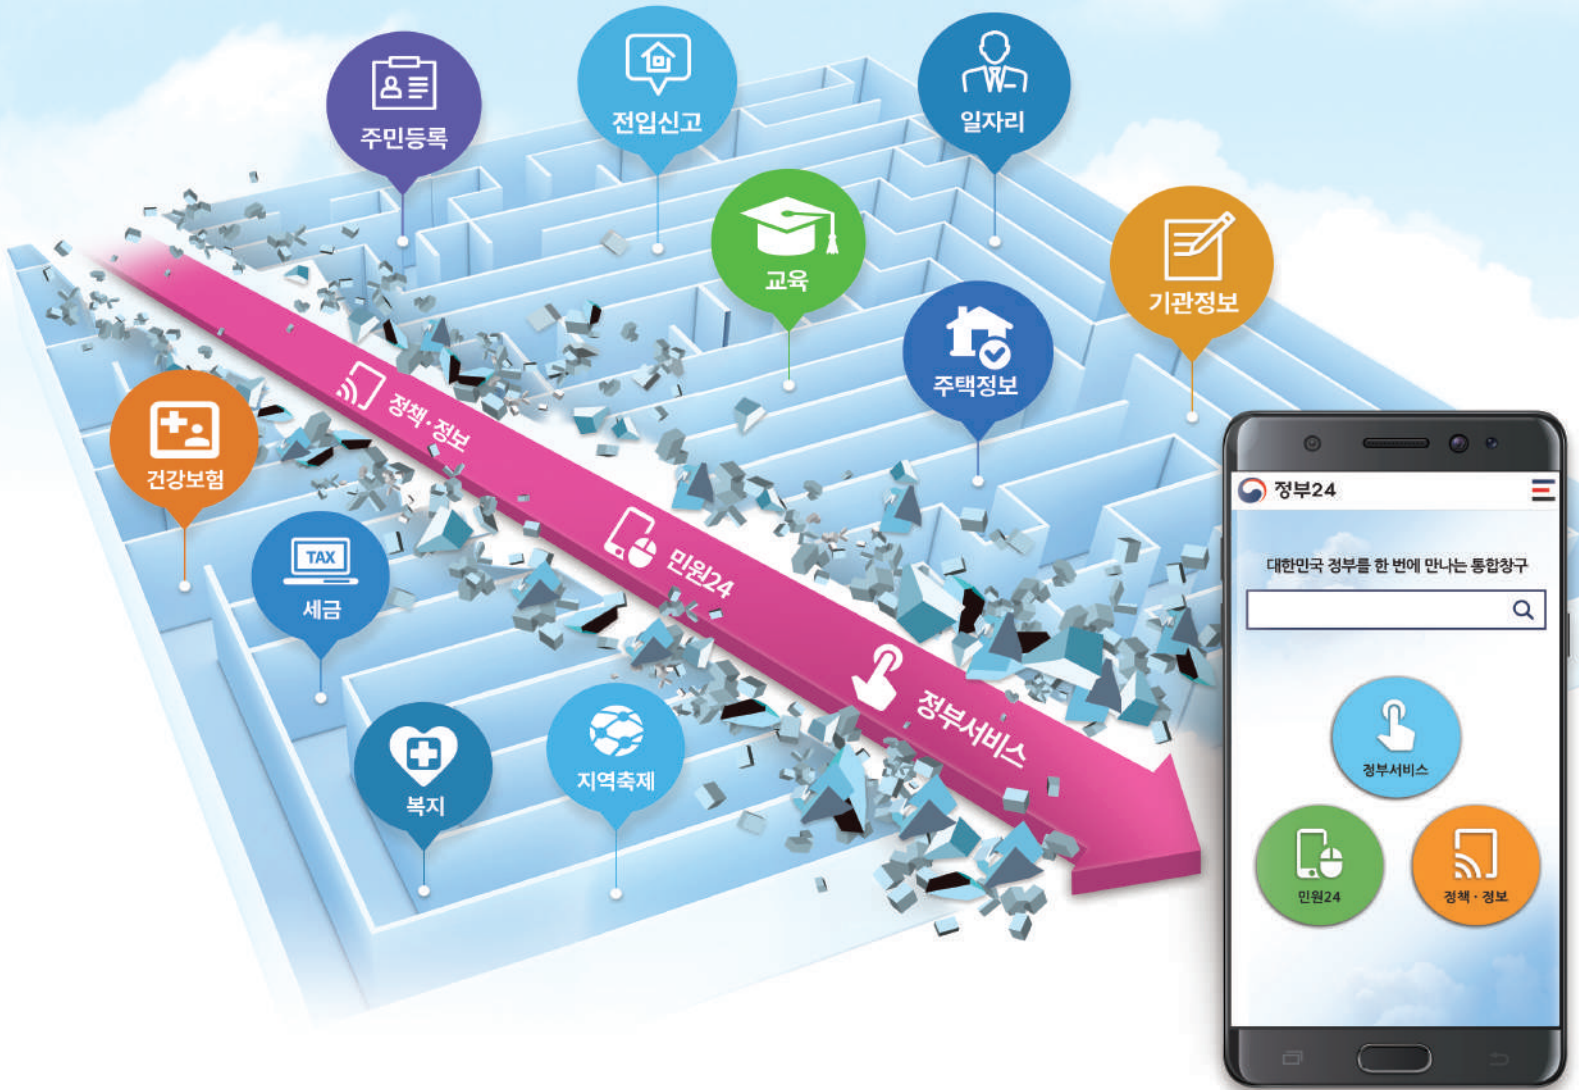 주민등록
전입신고
일자리
교육
기관정보
주택정보
건강보험
TAX
세금
복지
지역축제
정책·정보
민원24
정부서비스
정부24
대한민국 정부를 한 번에 만나는 통합창구
정부서비스
민원24
정책·정보